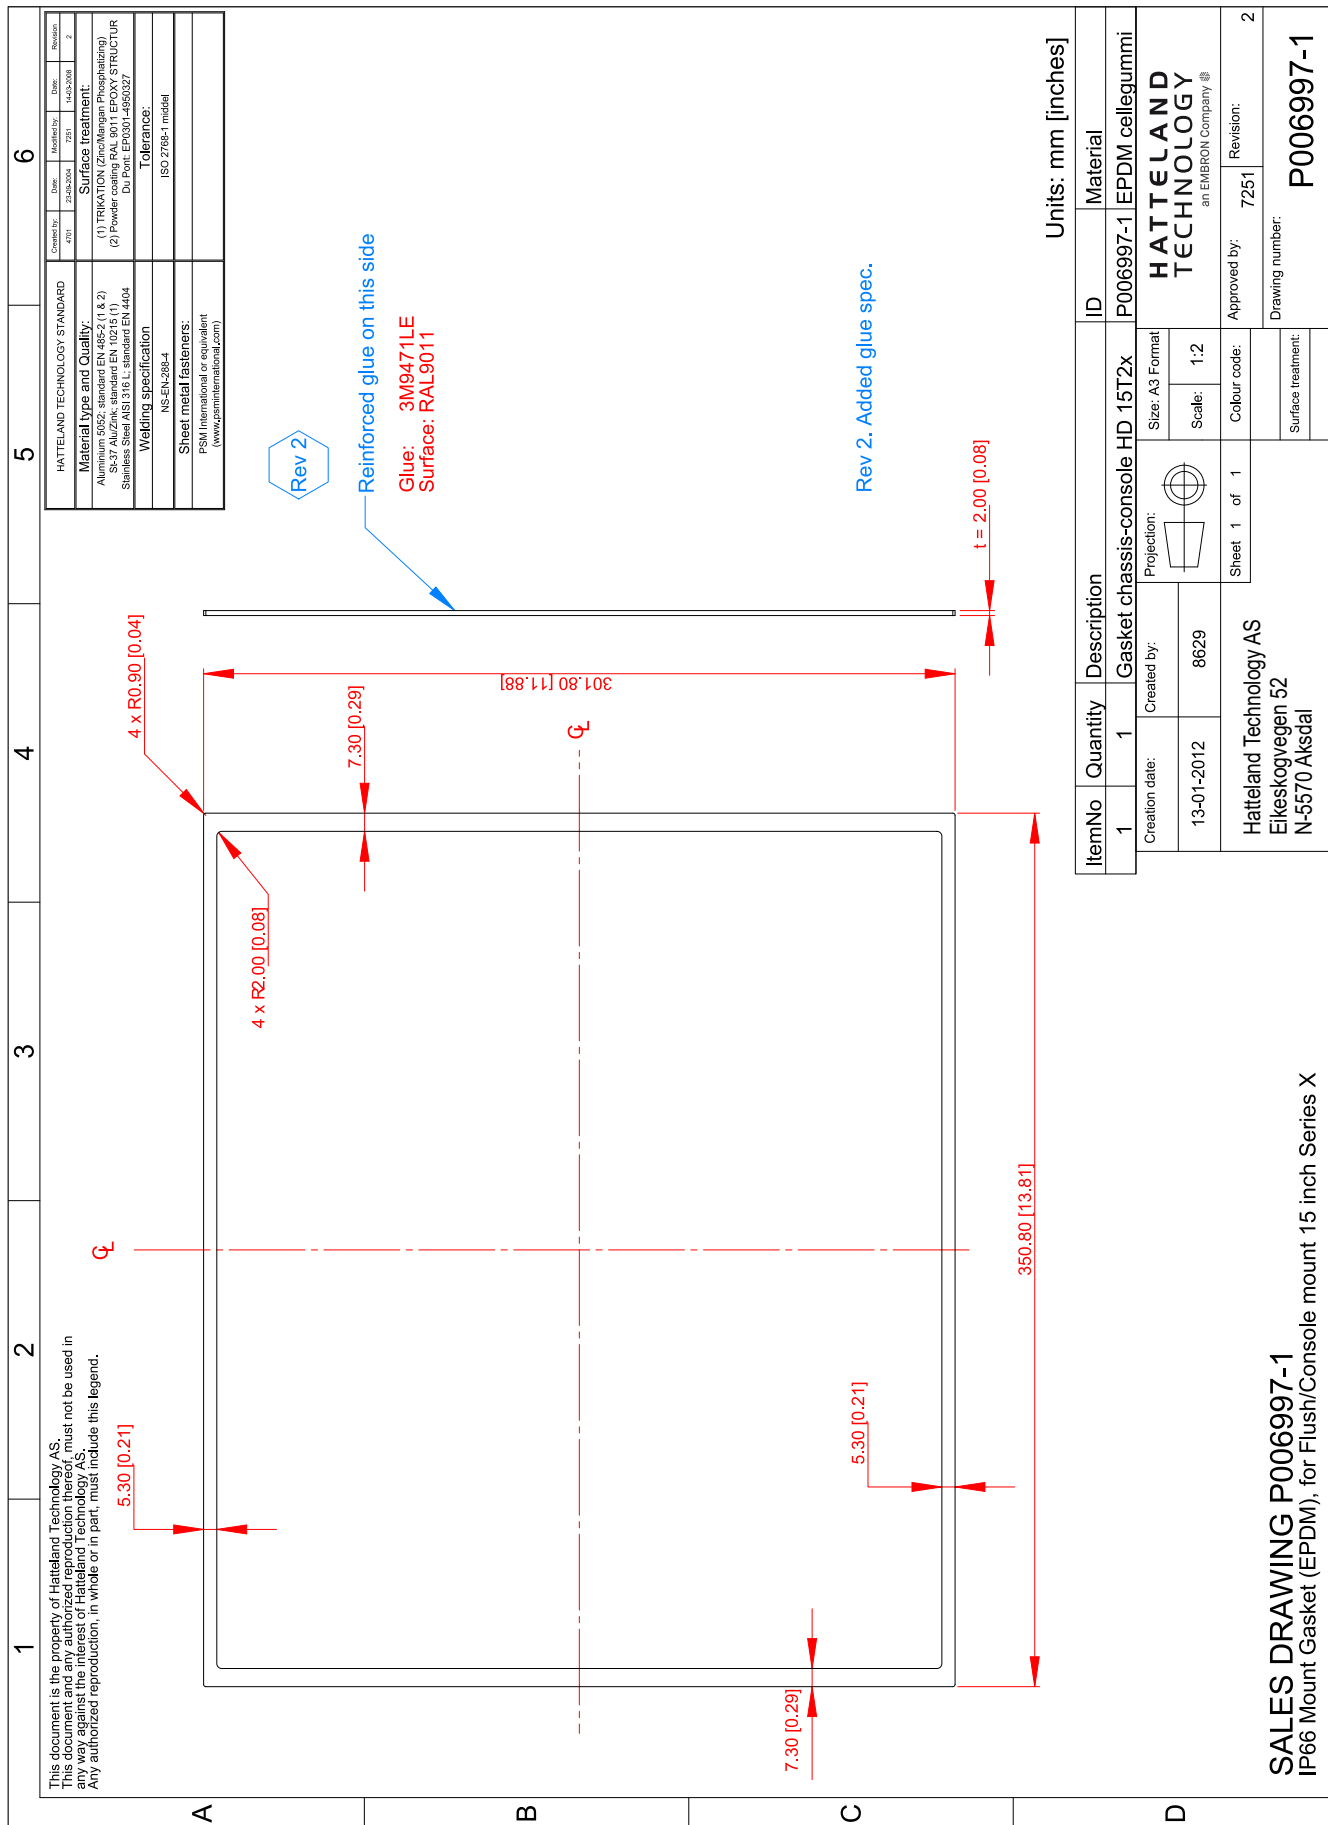 1
2
3
4
5
6
A
B
C
D
This document is the property of Hatteland Technology AS.
This document and any authorized reproduction thereof, must not be used in
any way against the interest of Hatteland Technology AS.
Any authorized reproduction, in whole or in part, must include this legend.
HATTELAND TECHNOLOGY STANDARD
Created by:
Date:
Modified by:
Date:
Revision
4701
23-09-2004
7251
14-03-2008
2
Material type and Quality:
Aluminium 5052; standard EN 485-2 (1 & 2)
St-37 Alu/Zink; standard EN 10215 (1)
Stainless Steel AISI 316 L; standard EN 4404
Surface treatment:
(1) TRIKATION (Zinc/Mangan Phosphatizing)
(2) Powder coating RAL 9011 EPOXY STRUCTUR
Du Pont: EP0301-4950327
Welding specification
NS-EN-288-4
Tolerance:
ISO 2768-1 middel
Sheet metal fasteners:
PSM International or equivalent
(www.psminternational.com)
Rev 2
Reinforced glue on this side
Glue: 3M9471LE
Surface: RAL9011
Rev 2. Added glue spec.
5.30 [0.21]
4 x R0.90 [0.04]
4 x R2.00 [0.08]
7.30 [0.29]
301.80 [11.88]
CL
CL
t = 2.00 [0.08]
5.30 [0.21]
7.30 [0.29]
350.80 [13.81]
Units: mm [inches]
ItemNo Quantity Description ID Material
1 1 Gasket chassis-console HD 15T2x P006997-1 EPDM cellegummi
Creation date:
13-01-2012
Created by:
8629
Projection:
Size: A3 Format
Scale: 1:2
HATTELAND
TECHNOLOGY
an EMBRON Company
Hatteland Technology AS
Eikeskogvegen 52
N-5570 Aksdal
Sheet 1 of 1
Colour code:
Surface treatment:
Approved by:
7251
Revision:
2
Drawing number:
P006997-1
SALES DRAWING P006997-1
IP66 Mount Gasket (EPDM), for Flush/Console mount 15 inch Series X